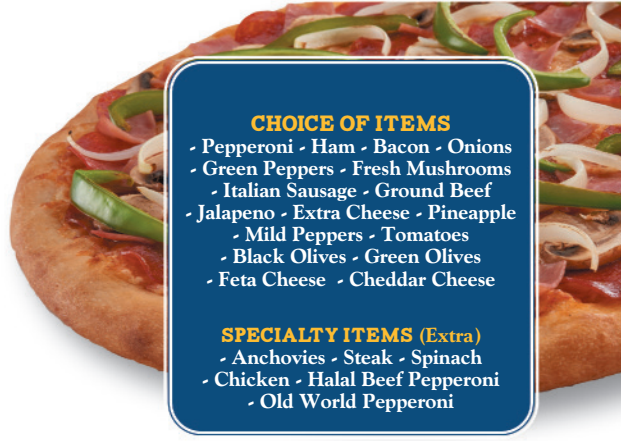 CHOICE OF ITEMS
- Pepperoni - Ham - Bacon - Onions
- Green Peppers - Fresh Mushrooms
- Italian Sausage - Ground Beef
- Jalapeno - Extra Cheese - Pineapple
- Mild Peppers - Tomatoes
- Black Olives - Green Olives
- Feta Cheese - Cheddar Cheese
SPECIALTY ITEMS (Extra)
- Anchovies - Steak - Spinach
- Chicken - Halal Beef Pepperoni
- Old World Pepperoni